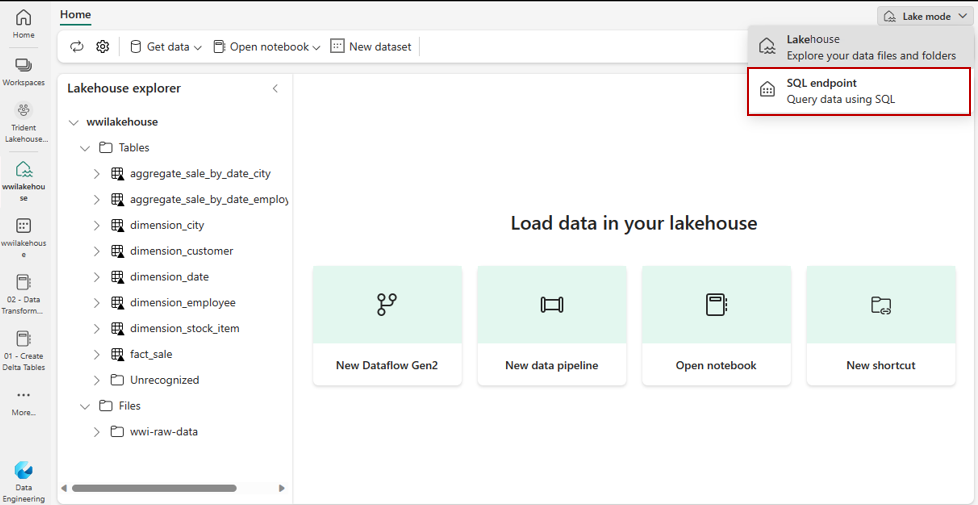 Home
Workspaces
Trident
Lakehouse...
wwilakehou
se
wwilakehous
e
02 - Data
Transform...
01 - Create
Delta Tables
More...
Data
Engineering
Home
Lake mode
Get data
Open notebook
New dataset
Lakehouse
Explore your data files and folders
SQL endpoint
Query data using SQL
Lakehouse explorer
wwilakehouse
Tables
aggregate_sale_by_date_city
aggregate_sale_by_date_employ
dimension_city
dimension_customer
dimension_date
dimension_employee
dimension_stock_item
fact_sale
Unrecognized
Files
wwi-raw-data
Load data in your lakehouse
New Dataflow Gen2
New data pipeline
Open notebook
New shortcut